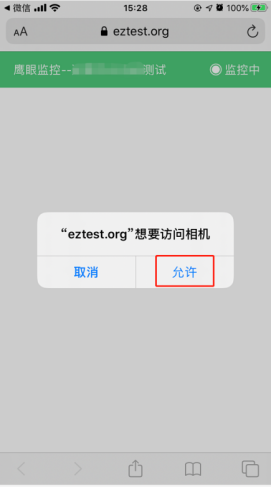 微信 15:28 100%
AA eztest.org
鹰眼监控--测试 监控中
“eztest.org”想要访问相机
取消 允许